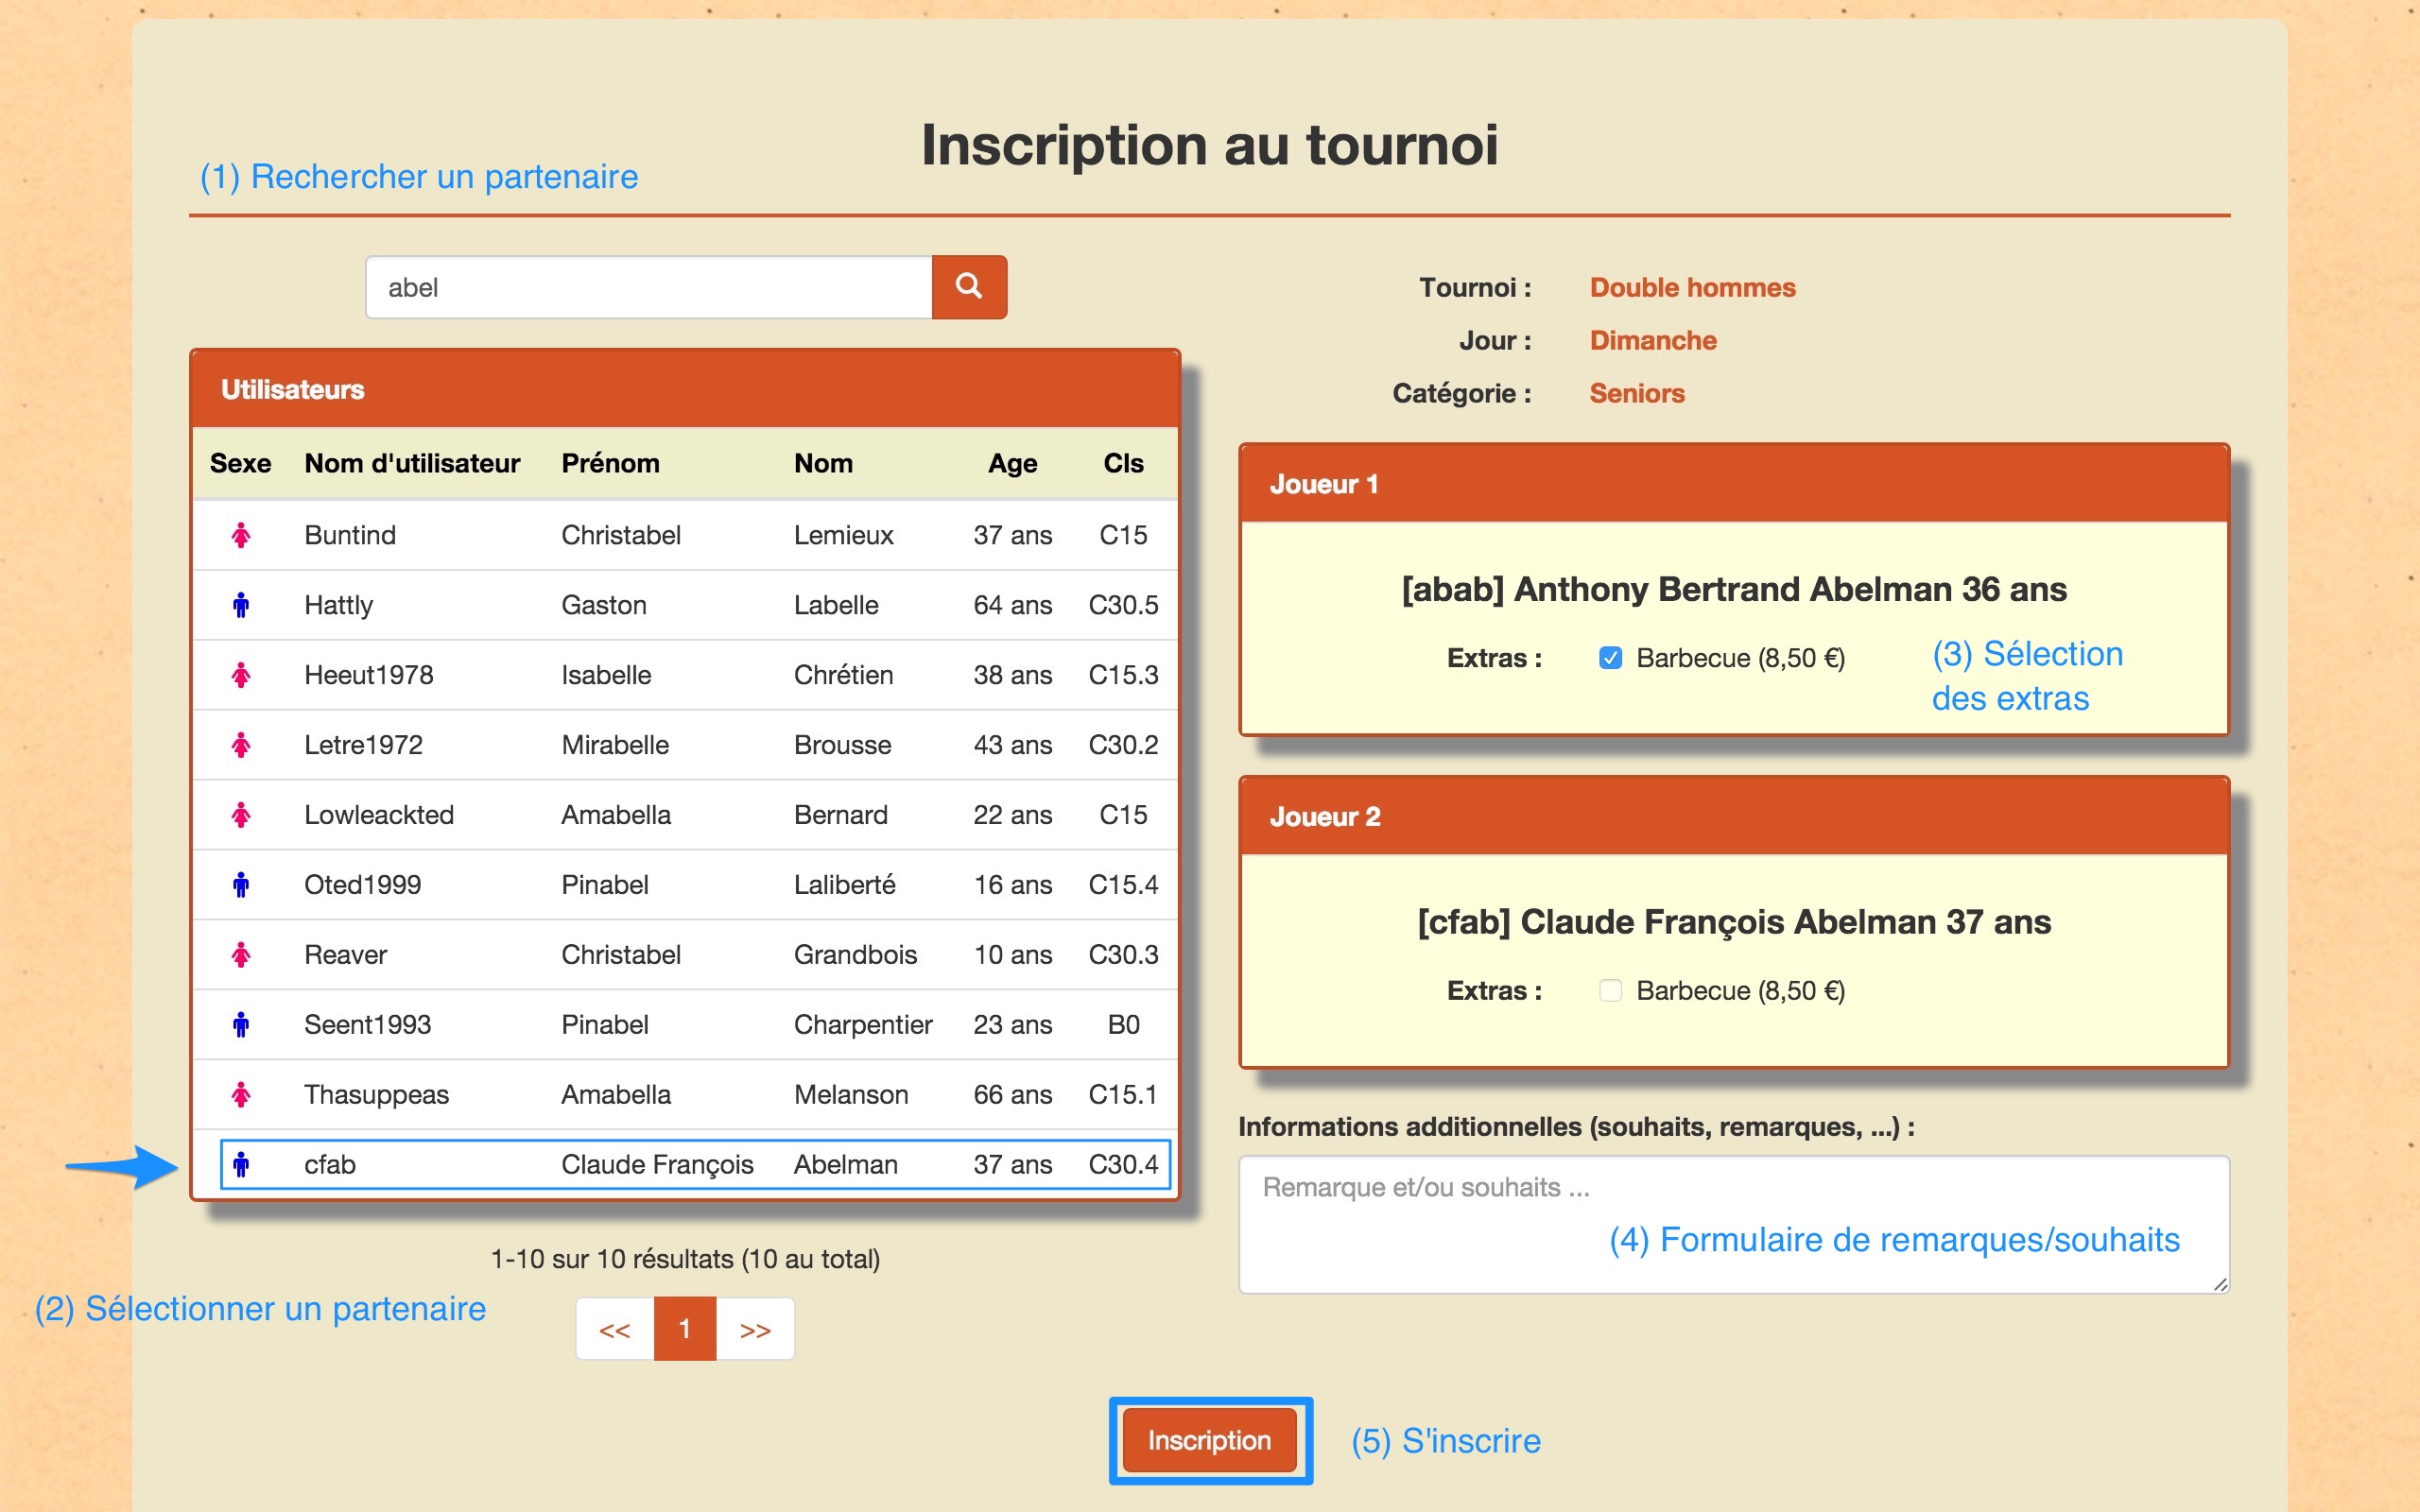 Inscription au tournoi
(1) Rechercher un partenaire
abel
Utilisateurs
Sexe Nom d'utilisateur Prénom Nom Age Cls
Buntind Christabel Lemieux 37 ans C15
Hattly Gaston Labelle 64 ans C30.5
Heeut1978 Isabelle Chrétien 38 ans C15.3
Letre1972 Mirabelle Brousse 43 ans C30.2
Lowleackted Amabella Bernard 22 ans C15
Oted1999 Pinabel Laliberté 16 ans C15.4
Reaver Christabel Grandbois 10 ans C30.3
Seent1993 Pinabel Charpentier 23 ans B0
Thasuppeas Amabella Melanson 66 ans C15.1
cfab Claude François Abelman 37 ans C30.4
1-10 sur 10 résultats (10 au total)
(2) Sélectionner un partenaire
<< 1 >>
Tournoi : Double hommes
Jour : Dimanche
Catégorie : Seniors
Joueur 1
[abab] Anthony Bertrand Abelman 36 ans
Extras : Barbecue (8,50 €)
(3) Sélection
des extras
Joueur 2
[cfab] Claude François Abelman 37 ans
Extras : Barbecue (8,50 €)
Informations additionnelles (souhaits, remarques, ...) :
Remarque et/ou souhaits ...
(4) Formulaire de remarques/souhaits
Inscription
(5) S'inscrire